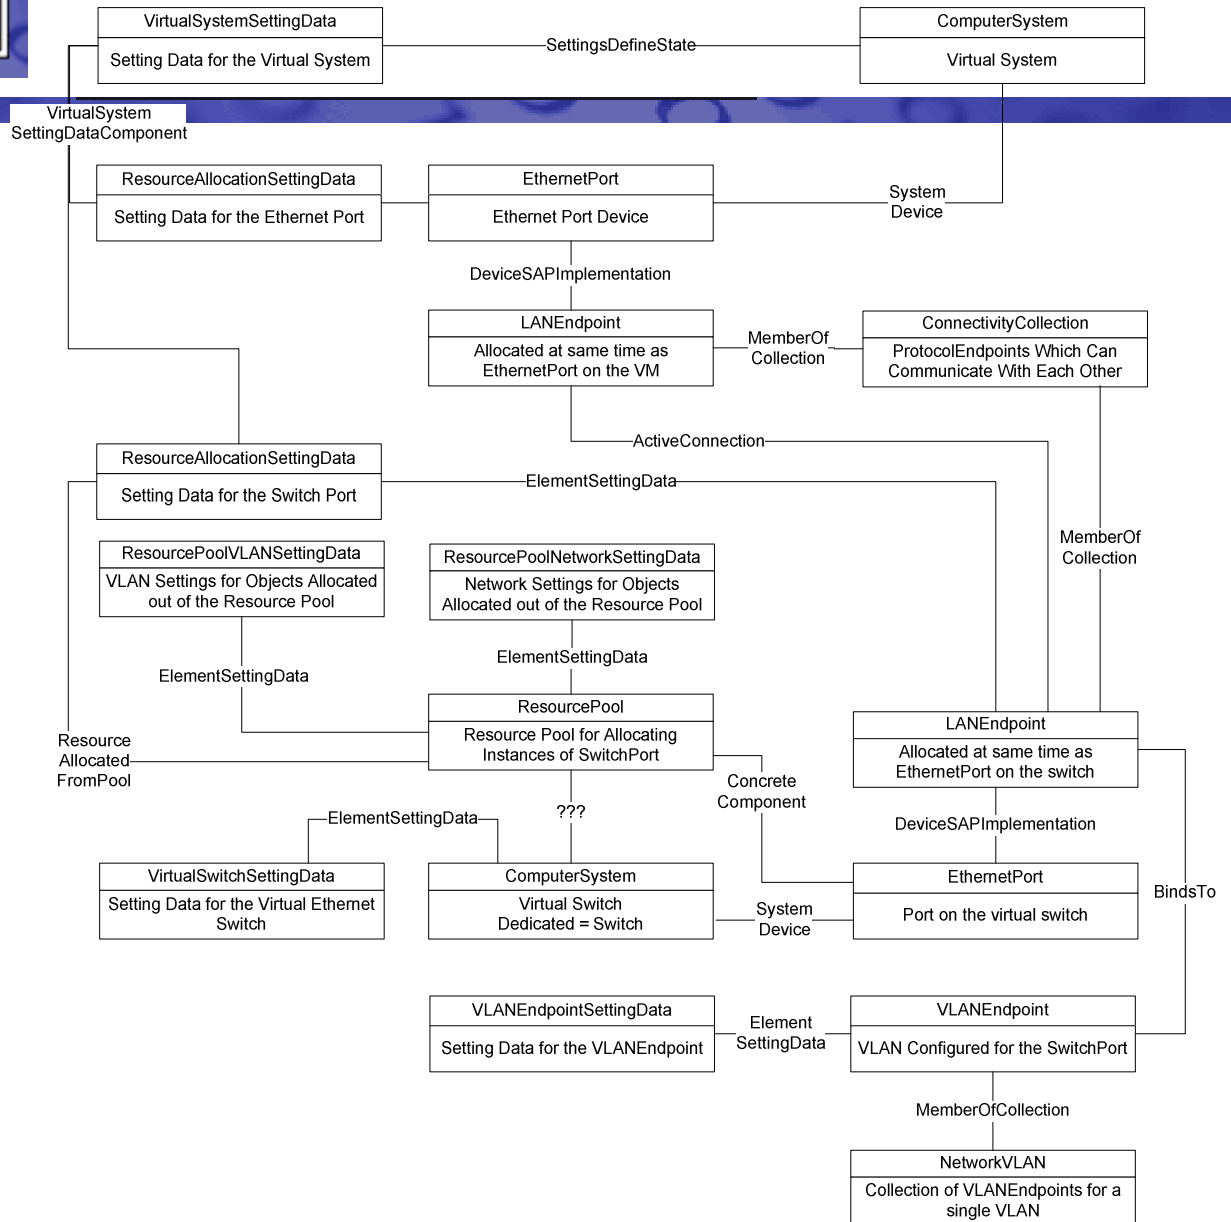 VirtualSystemSettingData
Setting Data for the Virtual System
SettingsDefineState
ComputerSystem
Virtual System
VirtualSystem
SettingDataComponent
ResourceAllocationSettingData
Setting Data for the Ethernet Port
EthernetPort
Ethernet Port Device
System
Device
DeviceSAPImplementation
LANEndpoint
Allocated at same time as
EthernetPort on the VM
MemberOf
Collection
ConnectivityCollection
ProtocolEndpoints Which Can
Communicate With Each Other
ActiveConnection
ResourceAllocationSettingData
Setting Data for the Switch Port
ElementSettingData
MemberOf
Collection
ResourcePoolVLANSettingData
VLAN Settings for Objects Allocated
out of the Resource Pool
ResourcePoolNetworkSettingData
Network Settings for Objects
Allocated out of the Resource Pool
ElementSettingData
ElementSettingData
ResourcePool
Resource Pool for Allocating
Instances of SwitchPort
Resource
Allocated
FromPool
LANEndpoint
Allocated at same time as
EthernetPort on the switch
Concrete
Component
???
ElementSettingData
DeviceSAPImplementation
VirtualSwitchSettingData
Setting Data for the Virtual Ethernet
Switch
ComputerSystem
Virtual Switch
Dedicated = Switch
System
Device
EthernetPort
Port on the virtual switch
BindsTo
VLANEndpointSettingData
Setting Data for the VLANEndpoint
Element
SettingData
VLANEndpoint
VLAN Configured for the SwitchPort
MemberOfCollection
NetworkVLAN
Collection of VLANEndpoints for a
single VLAN